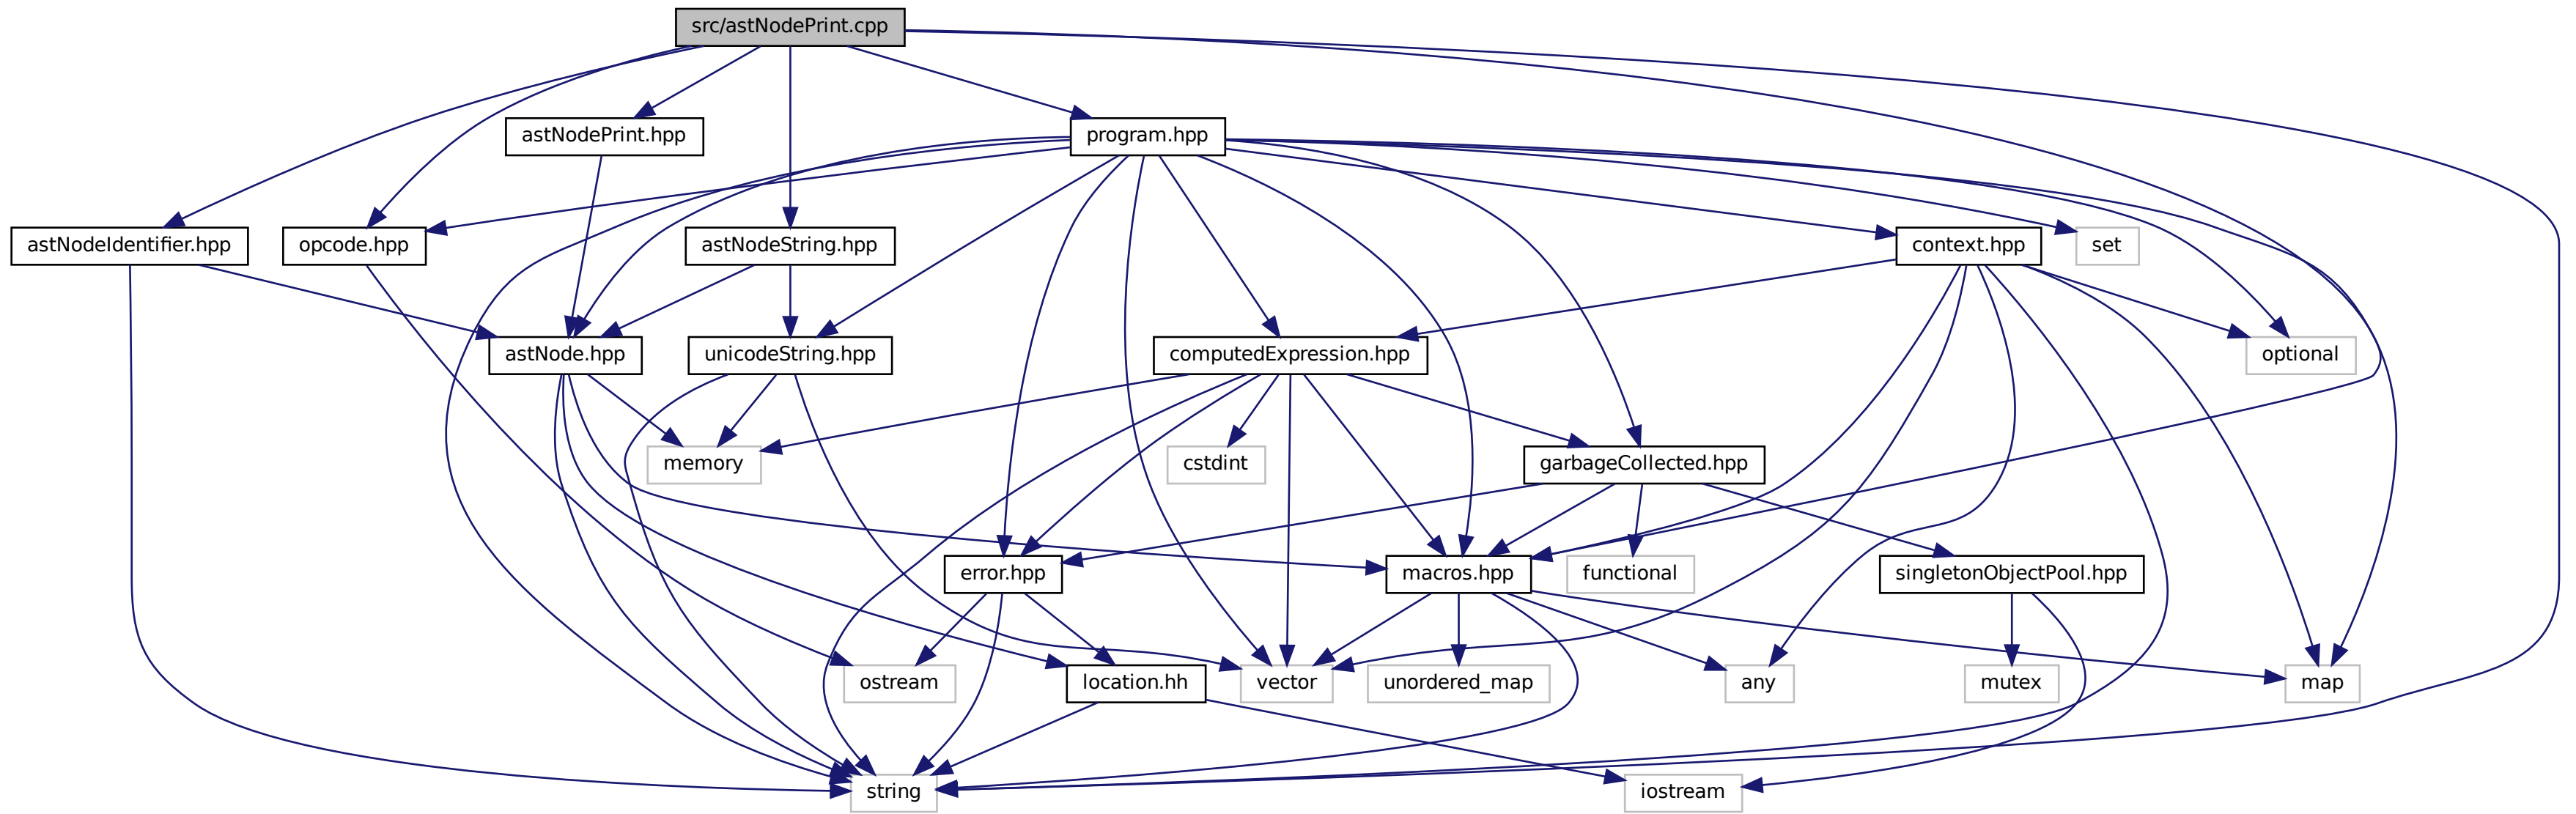 src/astNodePrint.cpp
astNodePrint.hpp
program.hpp
astNodeIdentifier.hpp
opcode.hpp
astNodeString.hpp
context.hpp
set
astNode.hpp
unicodeString.hpp
computedExpression.hpp
optional
memory
cstdint
garbageCollected.hpp
error.hpp
macros.hpp
functional
singletonObjectPool.hpp
ostream
location.hh
vector
unordered_map
any
mutex
map
string
iostream